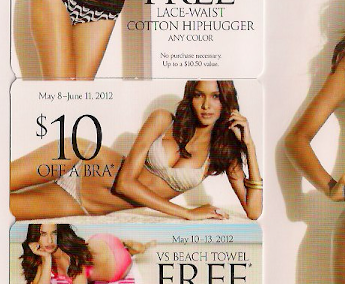 FREE
LACE-WAIST
COTTON HIPHUGGER
ANY COLOR
No purchase necessary.
Up to a $10.50 value.
May 8–June 11, 2012
$10
OFF A BRA*
May 10–13, 2012
VS BEACH TOWEL
FREE*